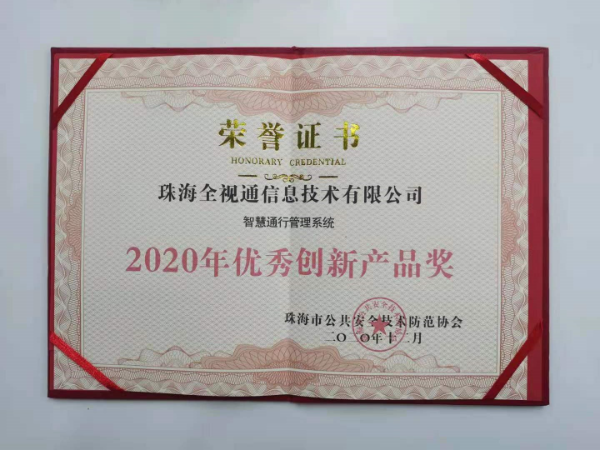 荣誉证书
HONORARY CREDENTIAL
珠海全视通信息技术有限公司
智慧通行管理系统
2020年优秀创新产品奖
珠海市公共安全技术防范协会
二〇二〇年十二月